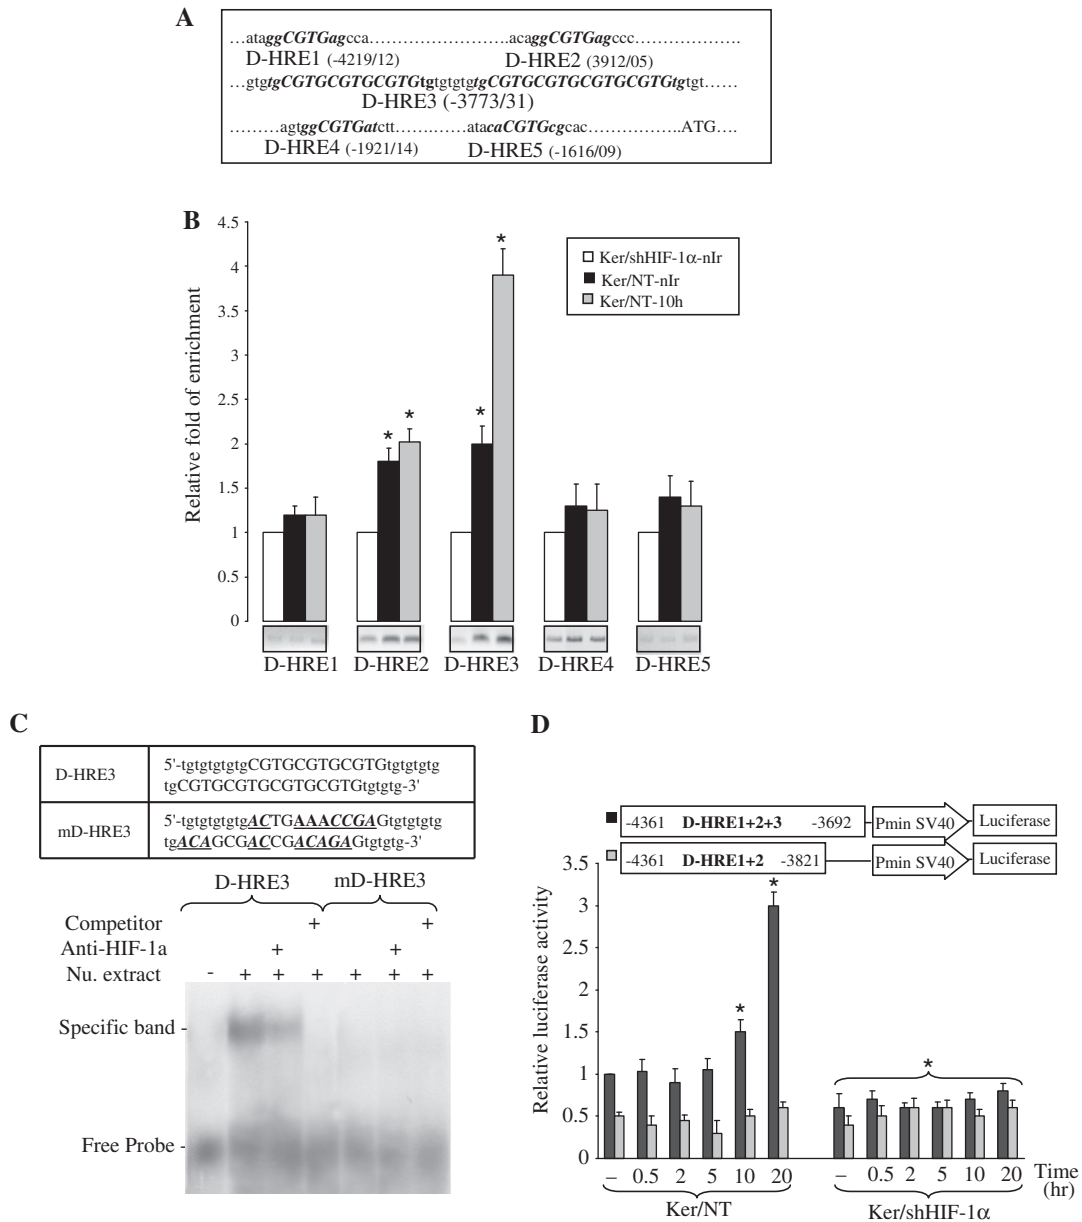 A
…ataggCGTGagcca…………………….acaggCGTGagccc………………
D-HRE1 (-4219/12) D-HRE2 (3912/05)
…gtgtgCGTGCGTGCGTGtgtgtgtgtgCGTGCGTGCGTGCGTGtgtgt……
D-HRE3 (-3773/31)
………agtggCGTGatctt……..……atacaCGTGcgcac……………..ATG….
D-HRE4 (-1921/14) D-HRE5 (-1616/09)
B
Relative fold of enrichment
4.5
4
3.5
3
2.5
2
1.5
1
0.5
0
* * * *
Ker/shHIF-1α-nIr
Ker/NT-nIr
Ker/NT-10h
D-HRE1 D-HRE2 D-HRE3 D-HRE4 D-HRE5
C
D-HRE3
5'-tgtgtgtgtgCGTGCGTGCGTGtgtgtgtg
tgCGTGCGTGCGTGCGTGtgtgtg-3'
mD-HRE3
5'-tgtgtgtgtgACTGAAACCGAGtgtgtgtg
tgACAGCGACCGACAGAGtgtgtg-3'
D-HRE3 mD-HRE3
Competitor + +
Anti-HIF-1a + +
Nu. extract - + + + + + +
Specific band -
Free Probe -
D
-4361 D-HRE1+2+3 -3692 Pmin SV40 Luciferase
-4361 D-HRE1+2 -3821 Pmin SV40 Luciferase
Relative luciferase activity
3.5
3
2.5
2
1.5
1
0.5
0
* * *
– 0.5 2 5 10 20 – 0.5 2 5 10 20 Time
(hr)
Ker/NT Ker/shHIF-1α